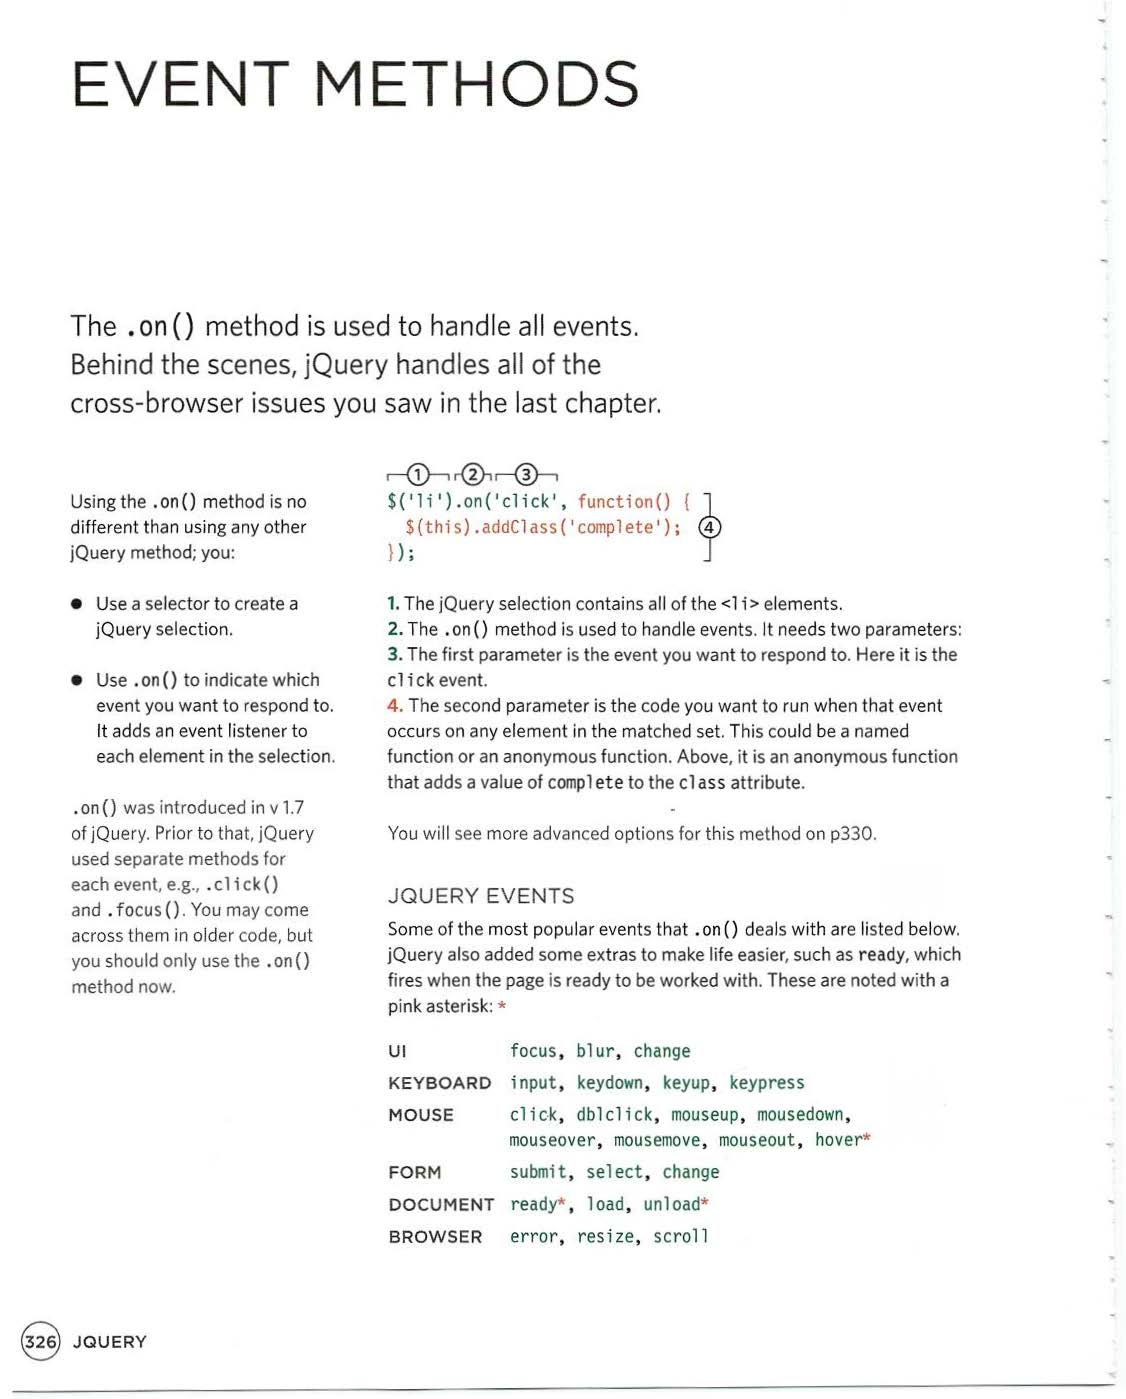 EVENT METHODS
The .on() method is used to handle all events.
Behind the scenes, jQuery handles all of the
cross-browser issues you saw in the last chapter.
Using the .on() method is no
different than using any other
jQuery method; you:
● Use a selector to create a
jQuery selection.
● Use .on() to indicate which
event you want to respond to.
It adds an event listener to
each element in the selection.
.on() was introduced in v 1.7
of jQuery. Prior to that, jQuery
used separate methods for
each event, e.g., .click()
and .focus(). You may come
across them in older code, but
you should only use the .on()
method now.
1 2 3
$('li').on('click', function() {
$(this).addClass('complete'); 4
});
1. The jQuery selection contains all of the <li> elements.
2. The .on() method is used to handle events. It needs two parameters:
3. The first parameter is the event you want to respond to. Here it is the
click event.
4. The second parameter is the code you want to run when that event
occurs on any element in the matched set. This could be a named
function or an anonymous function. Above, it is an anonymous function
that adds a value of complete to the class attribute.
You will see more advanced options for this method on p330.
JQUERY EVENTS
Some of the most popular events that .on() deals with are listed below.
jQuery also added some extras to make life easier, such as ready, which
fires when the page is ready to be worked with. These are noted with a
pink asterisk: *
UI focus, blur, change
KEYBOARD input, keydown, keyup, keypress
MOUSE click, dblclick, mouseup, mousedown,
mouseover, mousemove, mouseout, hover*
FORM submit, select, change
DOCUMENT ready*, load, unload*
BROWSER error, resize, scroll
326 JQUERY